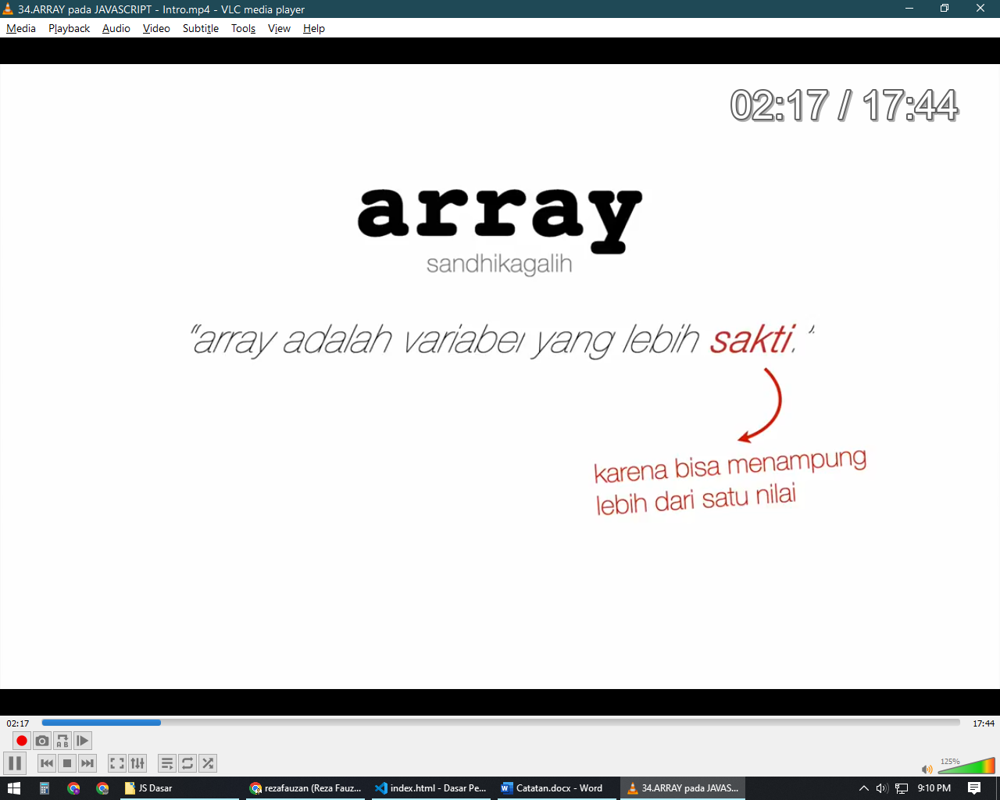 34.ARRAY pada JAVASCRIPT - Intro.mp4 - VLC media player
Media Playback Audio Video Subtitle Tools View Help
02:17 / 17:44
array
sandhikagalih
"array adalah variabel yang lebih sakti."
karena bisa menampung
lebih dari satu nilai
02:17 17:44
A B
125%
JS Dasar rezafauzan (Reza Fauz... index.html - Dasar Pe... Catatan.docx - Word 34.ARRAY pada JAVAS... 9:10 PM